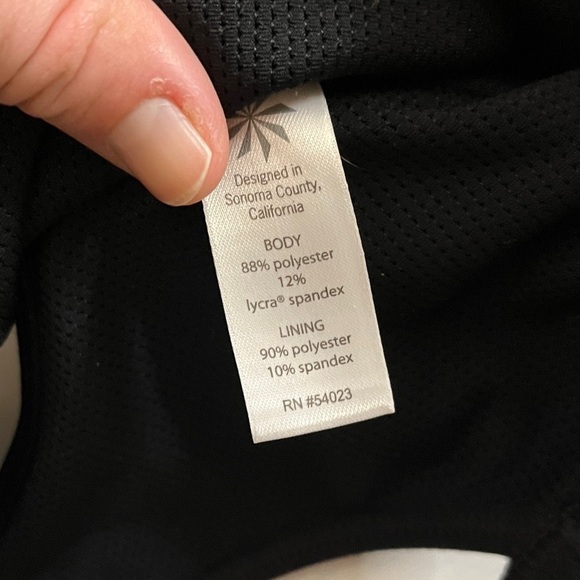 Designed in
Sonoma County,
California
BODY
88% polyester
12%
lycra® spandex
LINING
90% polyester
10% spandex
RN #54023